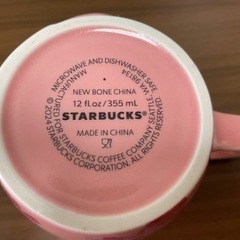 MICROWAVE AND DISHWASHER SAFE
MANUFACTURED FOR STARBUCKS COFFEE COMPANY SEATTLE, WA 98134
© 2024 STARBUCKS CORPORATION. ALL RIGHTS RESERVED.
NEW BONE CHINA
12 fl.oz / 355 mL
STARBUCKS®
MADE IN CHINA